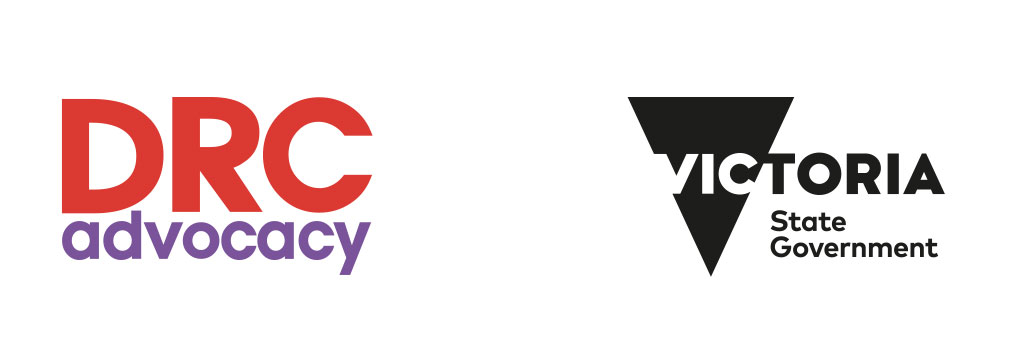 DRC
advocacy
VICTORIA
State
Government